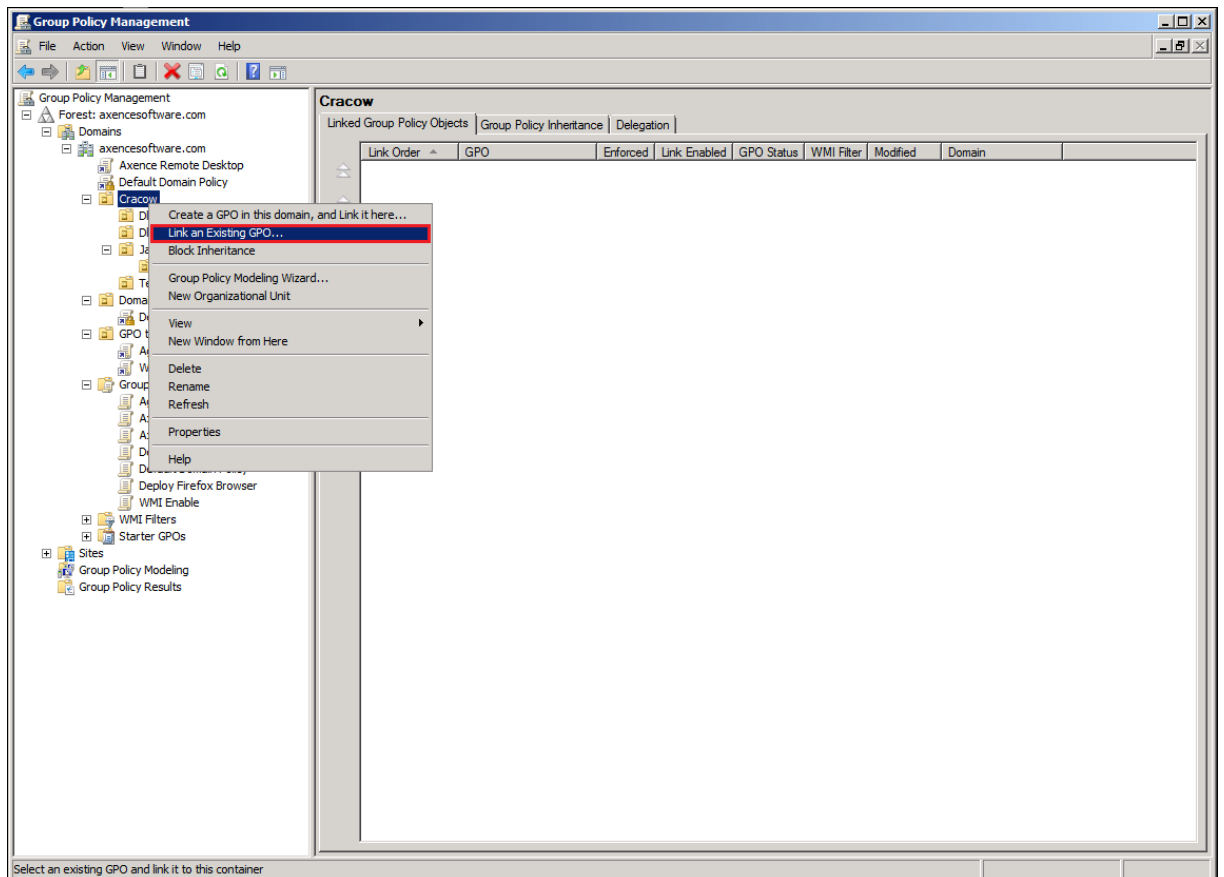 Group Policy Management
File Action View Window Help
Group Policy Management
Forest: axencesoftware.com
Domains
axencesoftware.com
Axence Remote Desktop
Default Domain Policy
Cracow
Domai
GPO t
Group
Deploy Firefox Browser
WMI Enable
WMI Filters
Starter GPOs
Sites
Group Policy Modeling
Group Policy Results
Create a GPO in this domain, and Link it here...
Link an Existing GPO...
Block Inheritance
Group Policy Modeling Wizard...
New Organizational Unit
View
New Window from Here
Delete
Rename
Refresh
Properties
Help
Cracow
Linked Group Policy Objects Group Policy Inheritance Delegation
Link Order GPO Enforced Link Enabled GPO Status WMI Filter Modified Domain
Select an existing GPO and link it to this container